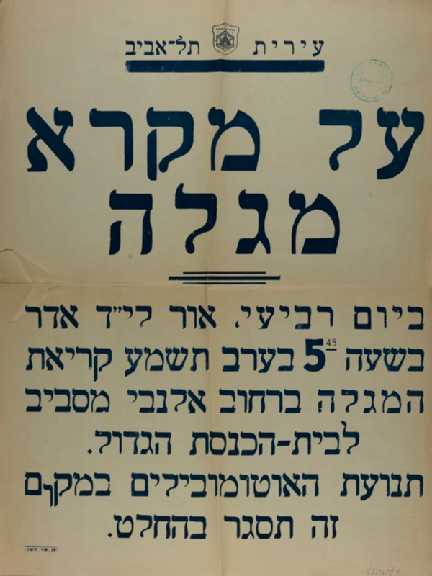 עירית תל־אביב
על מקרא
מגלה
ביום רביעי, אור לי״ד אדר
בשעה 5⁴⁵ בערב תשמע קריאת
המגלה ברחוב אלנבי מסביב
לבית-הכנסת הגדול.
תנועת האוטומובילים במקום
זה תסגר בהחלט.